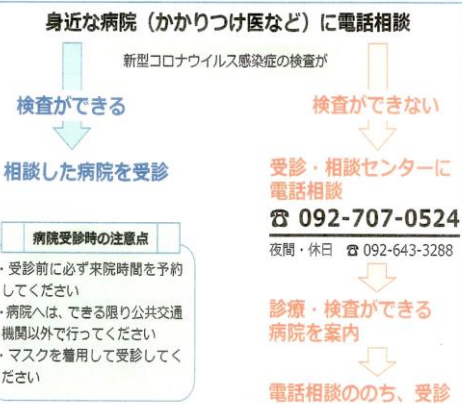 身近な病院（かかりつけ医など）に電話相談
新型コロナウイルス感染症の検査が
検査ができる
相談した病院を受診
病院受診時の注意点
・受診前に必ず来院時間を予約
してください
・病院へは、できる限り公共交通
機関以外で行ってください
・マスクを着用して受診してく
ださい
検査ができない
受診・相談センターに
電話相談
☎ 092-707-0524
夜間・休日 ☎ 092-643-3288
診療・検査ができる
病院を案内
電話相談ののち、受診